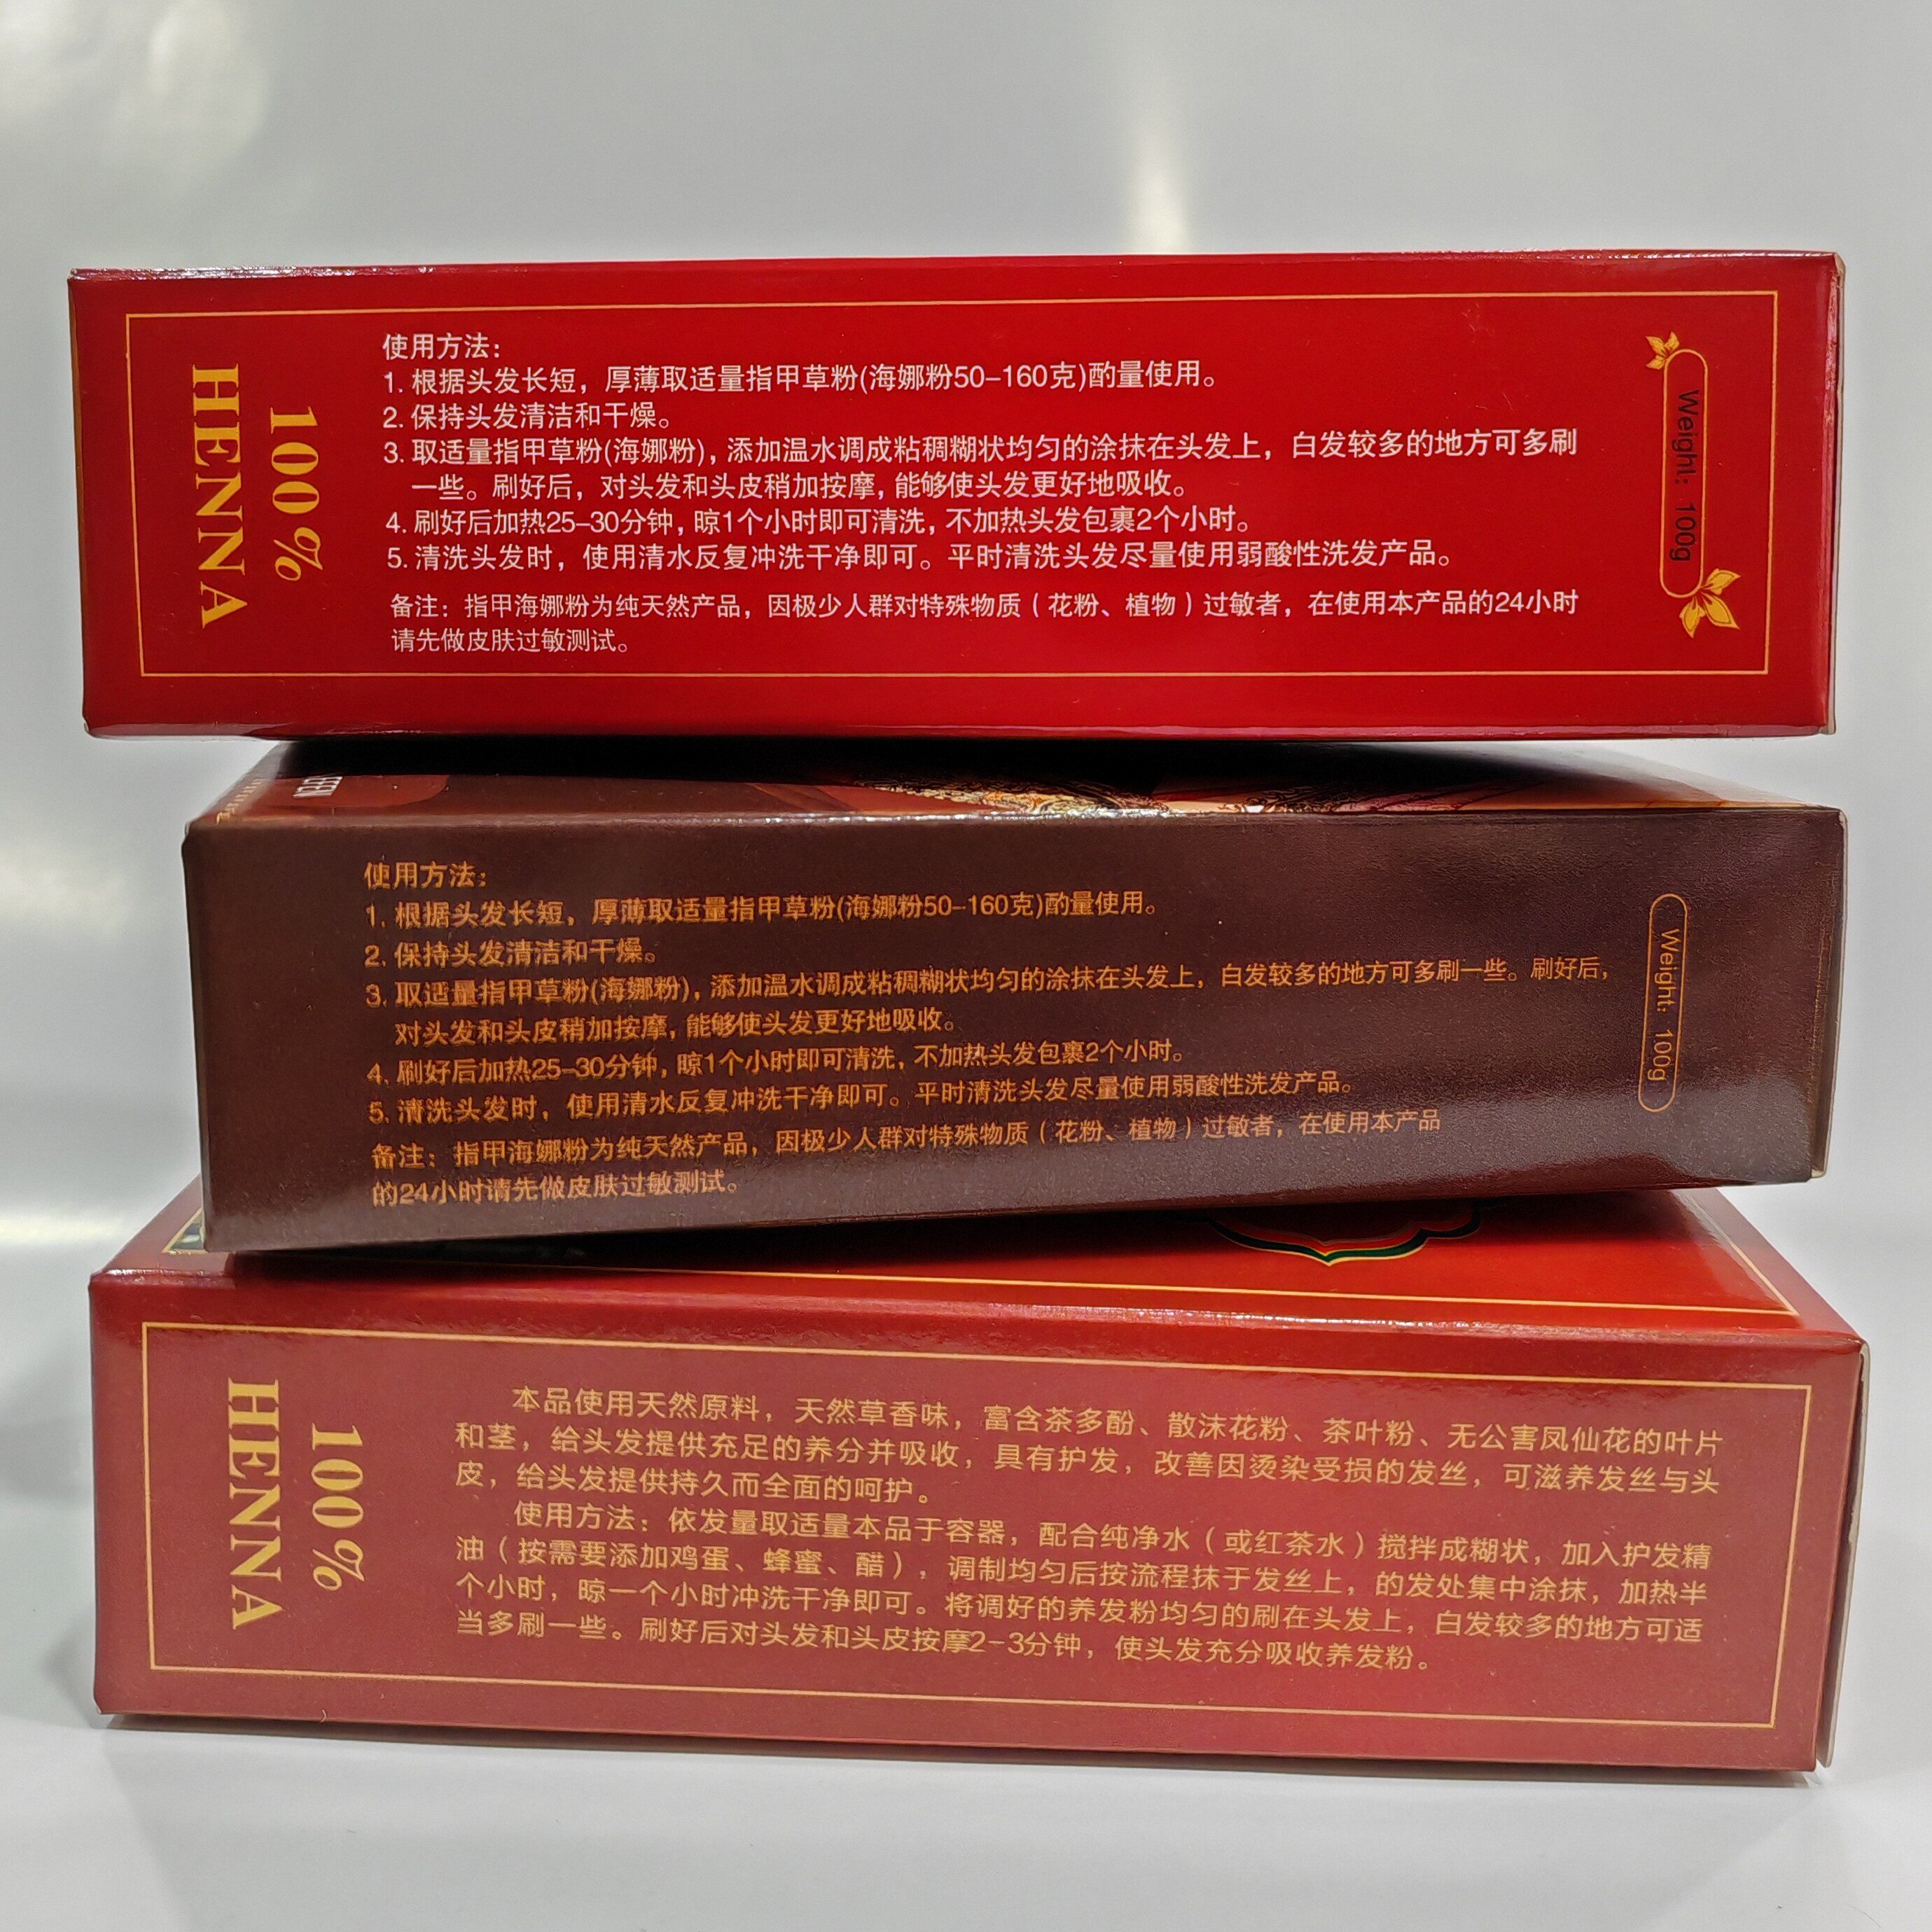 100%
HENNA
使用方法：
1. 根据头发长短，厚薄取适量指甲草粉(海娜粉50-160克)酌量使用。
2. 保持头发清洁和干燥。
3. 取适量指甲草粉(海娜粉)，添加温水调成粘稠糊状均匀的涂抹在头发上，白发较多的地方可多刷
一些。刷好后，对头发和头皮稍加按摩，能够使头发更好地吸收。
4. 刷好后加热25-30分钟，晾1个小时即可清洗，不加热头发包裹2个小时。
5. 清洗头发时，使用清水反复冲洗干净即可。平时清洗头发尽量使用弱酸性洗发产品。
备注：指甲海娜粉为纯天然产品，因极少人群对特殊物质（花粉、植物）过敏者，在使用本产品的24小时
请先做皮肤过敏测试。
Weight：100g
使用方法：
1. 根据头发长短，厚薄取适量指甲草粉(海娜粉50-160克)酌量使用。
2. 保持头发清洁和干燥。
3. 取适量指甲草粉(海娜粉)，添加温水调成粘稠糊状均匀的涂抹在头发上，白发较多的地方可多刷一些。刷好后，
对头发和头皮稍加按摩，能够使头发更好地吸收。
4. 刷好后加热25-30分钟，晾1个小时即可清洗，不加热头发包裹2个小时。
5. 清洗头发时，使用清水反复冲洗干净即可。平时清洗头发尽量使用弱酸性洗发产品。
备注：指甲海娜粉为纯天然产品，因极少人群对特殊物质（花粉、植物）过敏者，在使用本产品
的24小时请先做皮肤过敏测试。
Weight：100g
100%
HENNA
本品使用天然原料，天然草香味，富含茶多酚、散沫花粉、茶叶粉、无公害凤仙花的叶片
和茎，给头发提供充足的养分并吸收，具有护发，改善因烫染受损的发丝，可滋养发丝与头
皮，给头发提供持久而全面的呵护。
使用方法：依发量取适量本品于容器，配合纯净水（或红茶水）搅拌成糊状，加入护发精
油（按需要添加鸡蛋、蜂蜜、醋），调制均匀后按流程抹于发丝上，的发处集中涂抹，加热半
个小时，晾一个小时冲洗干净即可。将调好的养发粉均匀的刷在头发上，白发较多的地方可适
当多刷一些。刷好后对头发和头皮按摩2-3分钟，使头发充分吸收养发粉。